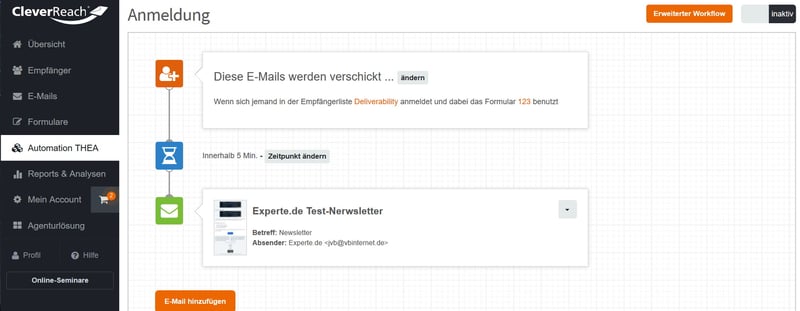 CleverReach®
Anmeldung
Erweiterter Workflow
inaktiv
Übersicht
Empfänger
E-Mails
Formulare
Automation THEA
Reports & Analysen
Mein Account
Agenturlösung
Profil
Hilfe
Online-Seminare
Diese E-Mails werden verschickt ... ändern
Wenn sich jemand in der Empfängerliste Deliverability anmeldet und dabei das Formular 123 benutzt
Innerhalb 5 Min. - Zeitpunkt ändern
Experte.de Test-Nerwsletter
Betreff: Newsletter
Absender: Experte.de <jvb@vbinternet.de>
E-Mail hinzufügen